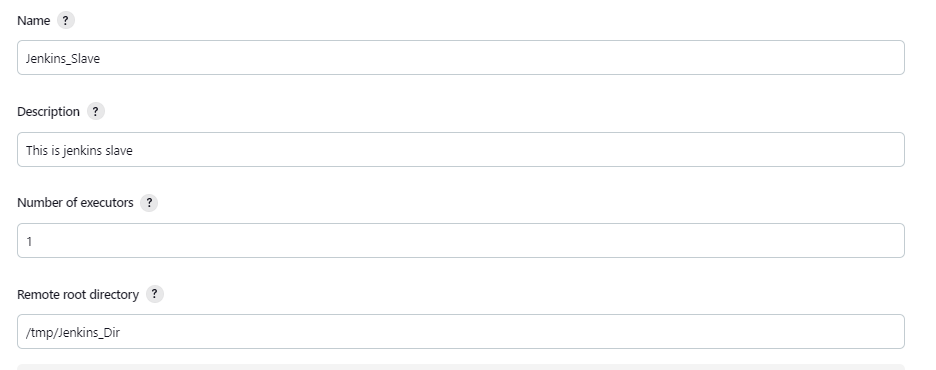 Name ?
Jenkins_Slave
Description ?
This is jenkins slave
Number of executors ?
1
Remote root directory ?
/tmp/Jenkins_Dir